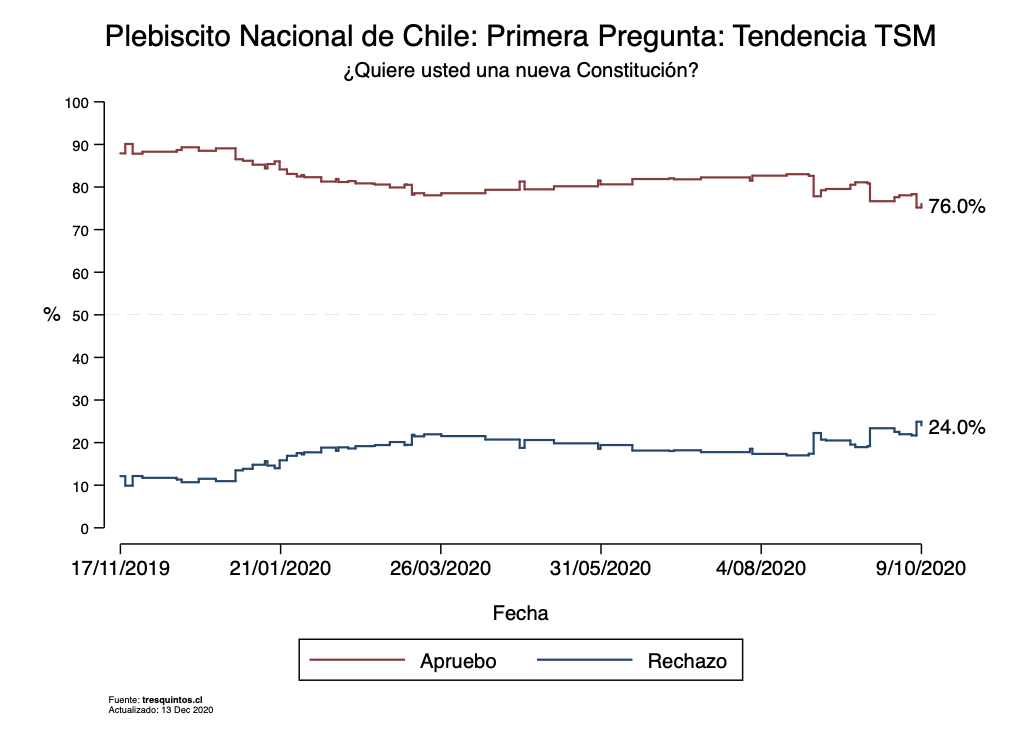 Plebiscito Nacional de Chile: Primera Pregunta: Tendencia TSM
¿Quiere usted una nueva Constitución?
100
90
80
76.0%
70
60
% 50
40
30
24.0%
20
10
0
17/11/2019 21/01/2020 26/03/2020 31/05/2020 4/08/2020 9/10/2020
Fecha
Apruebo Rechazo
Fuente: tresquintos.cl
Actualizado: 13 Dec 2020